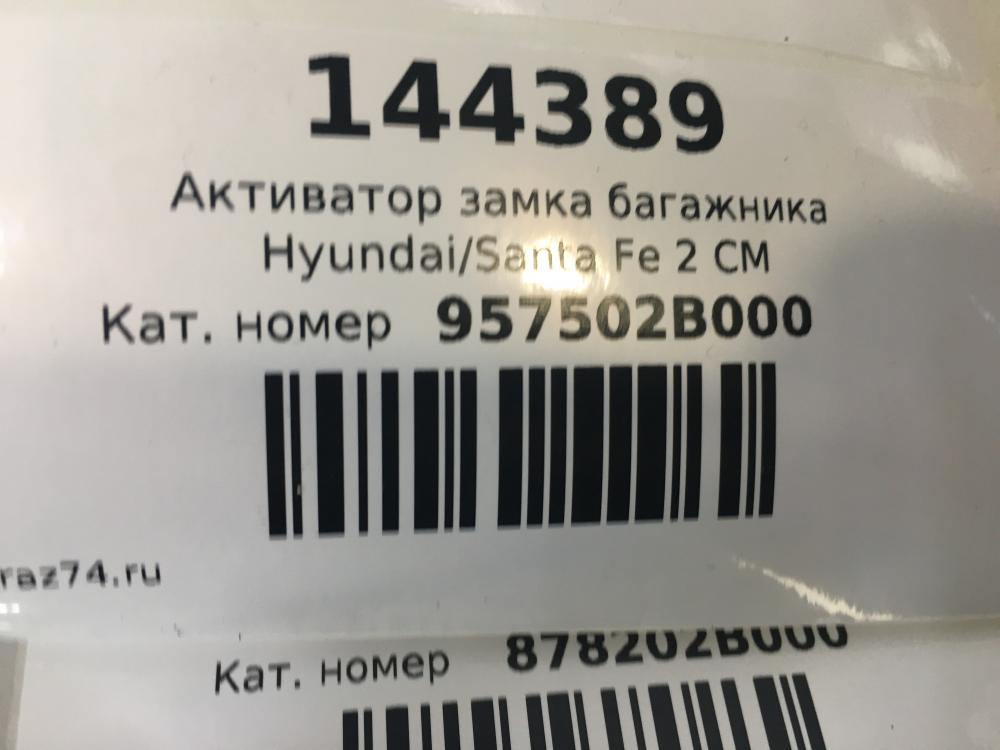 144389
Активатор замка багажника
Hyundai/Santa Fe 2 CM
Кат. номер 957502B000
raz74.ru
Кат. номер 878202B000